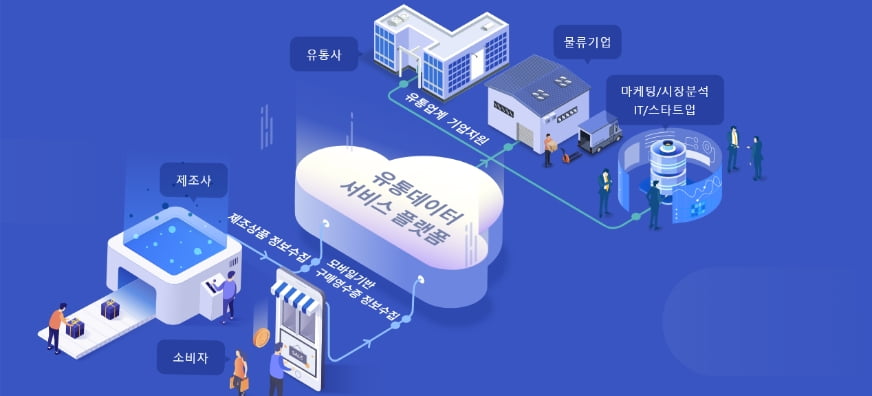 유통사
물류기업
마케팅/시장분석
IT/스타트업
유통업계 기업지원
제조사
유통데이터
서비스 플랫폼
제조상품 정보수집
모바일기반
구매영수증 정보수집
소비자
SALE